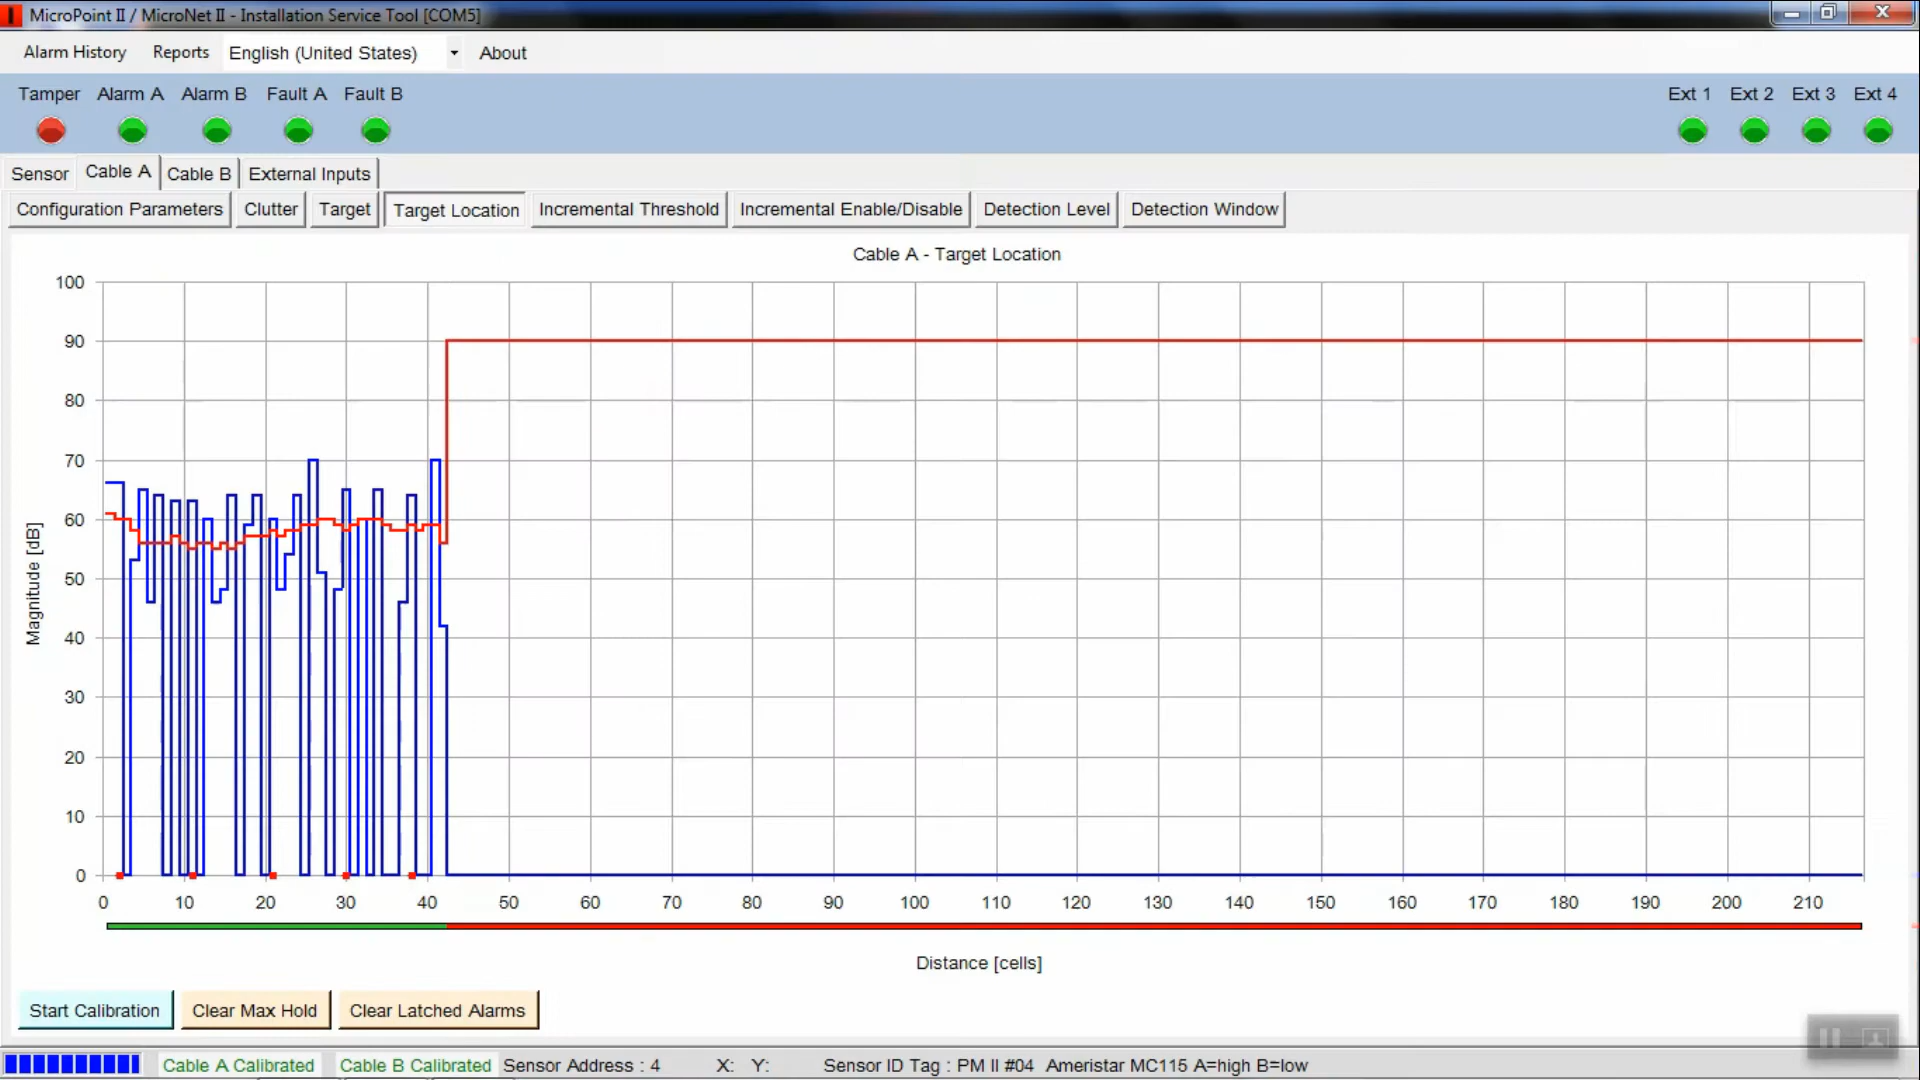 MicroPoint II / MicroNet II - Installation Service Tool [COM5]
Alarm History Reports English (United States) About
Tamper Alarm A Alarm B Fault A Fault B Ext 1 Ext 2 Ext 3 Ext 4
Sensor Cable A Cable B External Inputs
Configuration Parameters Clutter Target Target Location Incremental Threshold Incremental Enable/Disable Detection Level Detection Window
Cable A - Target Location
100
90
80
70
60
50
40
30
20
10
0
Magnitude [dB]
0 10 20 30 40 50 60 70 80 90 100 110 120 130 140 150 160 170 180 190 200 210
Distance [cells]
Start Calibration Clear Max Hold Clear Latched Alarms
Cable A Calibrated Cable B Calibrated Sensor Address : 4 X: Y: Sensor ID Tag : PM II #04 Ameristar MC115 A=high B=low